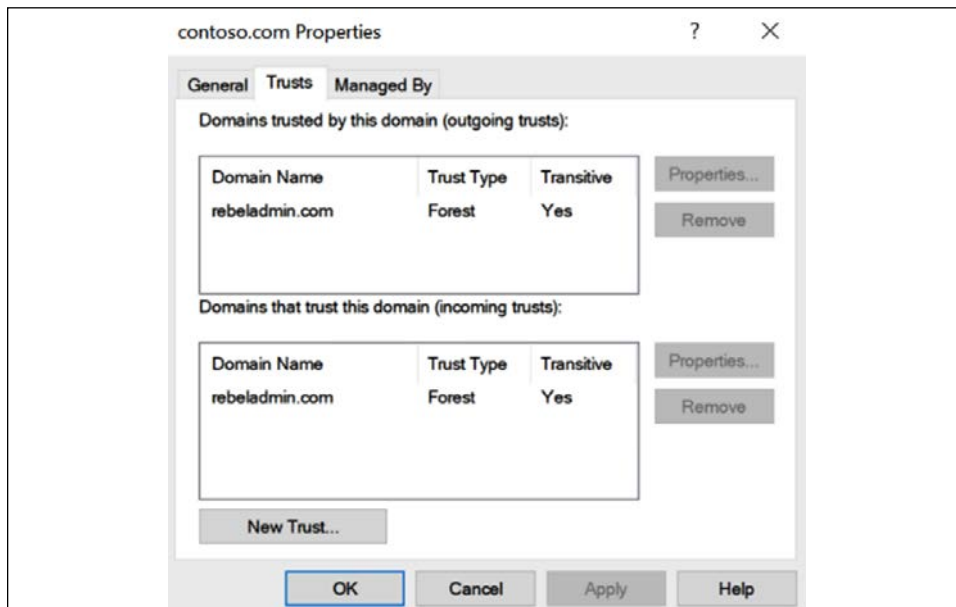 contoso.com Properties ? ×
General Trusts Managed By
Domains trusted by this domain (outgoing trusts):
Domain Name Trust Type Transitive Properties...
rebeladmin.com Forest Yes Remove
Domains that trust this domain (incoming trusts):
Domain Name Trust Type Transitive Properties...
rebeladmin.com Forest Yes Remove
New Trust...
OK Cancel Apply Help